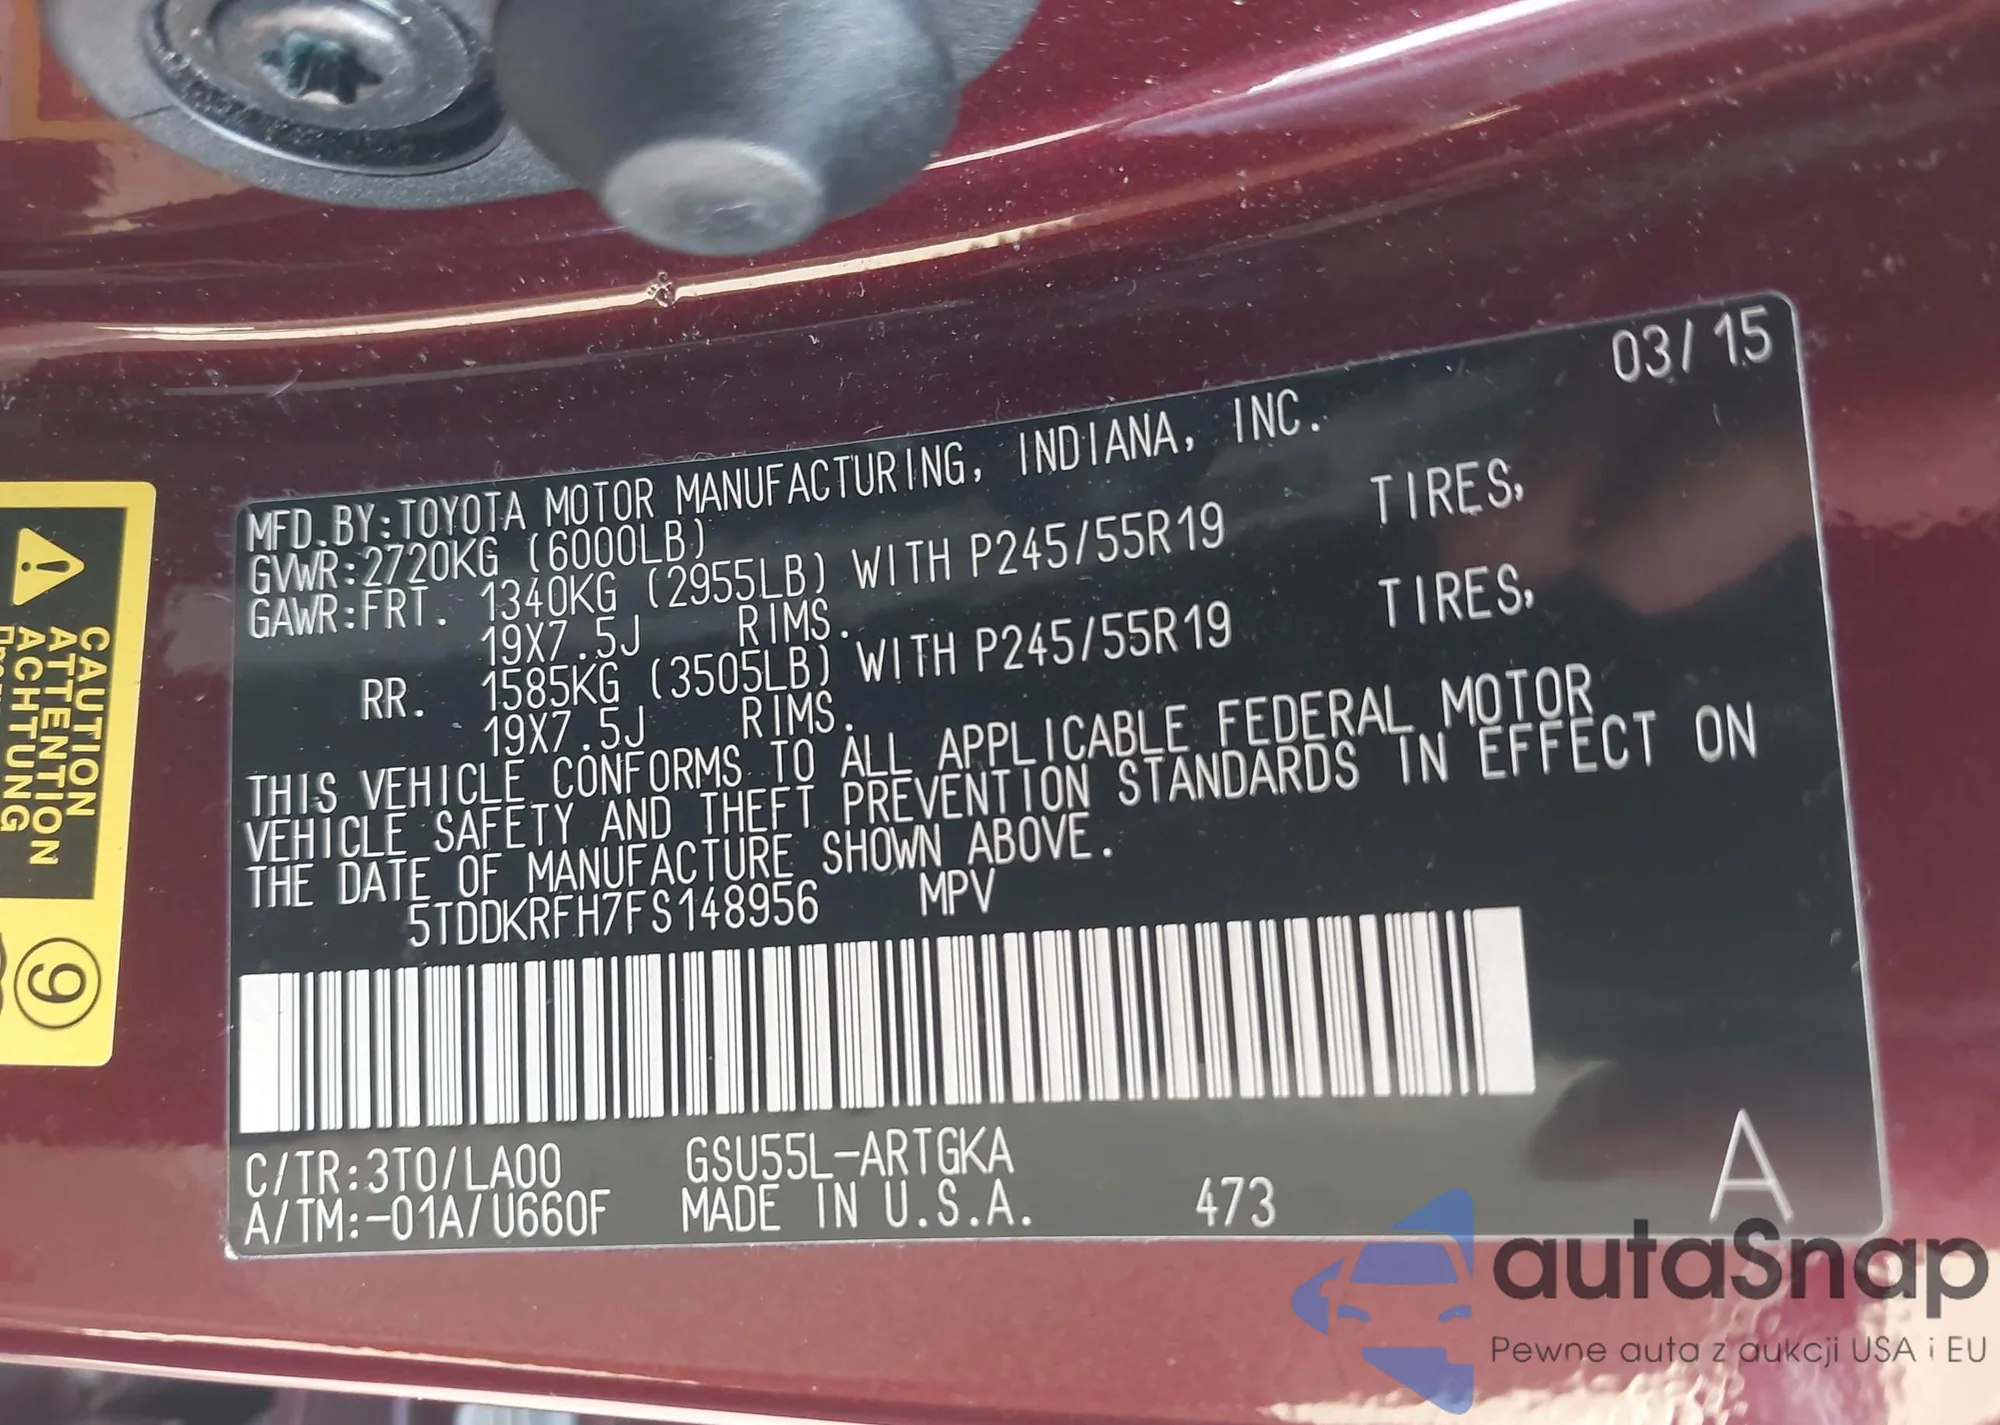 03/15
MFD.BY:TOYOTA MOTOR MANUFACTURING, INDIANA, INC.
GVWR:2720KG (6000LB)
GAWR:FRT. 1340KG (2955LB) WITH P245/55R19 TIRES,
19X7.5J RIMS.
RR. 1585KG (3505LB) WITH P245/55R19 TIRES,
19X7.5J RIMS.
THIS VEHICLE CONFORMS TO ALL APPLICABLE FEDERAL MOTOR
VEHICLE SAFETY AND THEFT PREVENTION STANDARDS IN EFFECT ON
THE DATE OF MANUFACTURE SHOWN ABOVE.
5TDDKRFH7FS148956 MPV
C/TR:3T0/LA00 GSU55L-ARTGKA
A/TM:-01A/U660F MADE IN U.S.A. 473 A
CAUTION
ATTENTION
ACHTUNG
9
autaSnap
Pewne auta z aukcji USA i EU